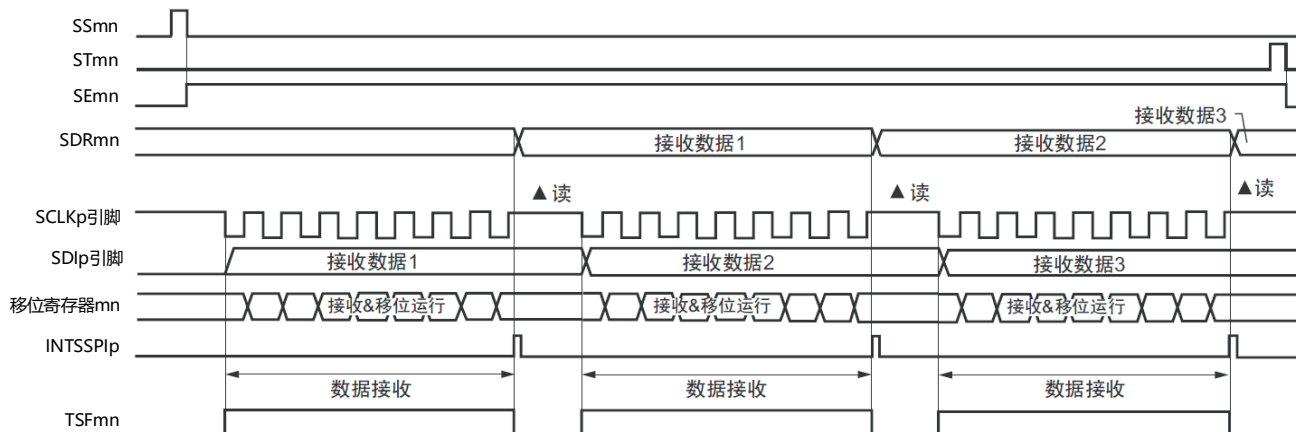 SSmn
STmn
SEmn
接收数据3
SDRmn
接收数据1
接收数据2
▲读
▲读
▲读
SCLKp引脚
SDIp引脚
接收数据1
接收数据2
接收数据3
移位寄存器mn
接收&移位运行
接收&移位运行
接收&移位运行
INTSSPIp
数据接收
数据接收
数据接收
TSFmn